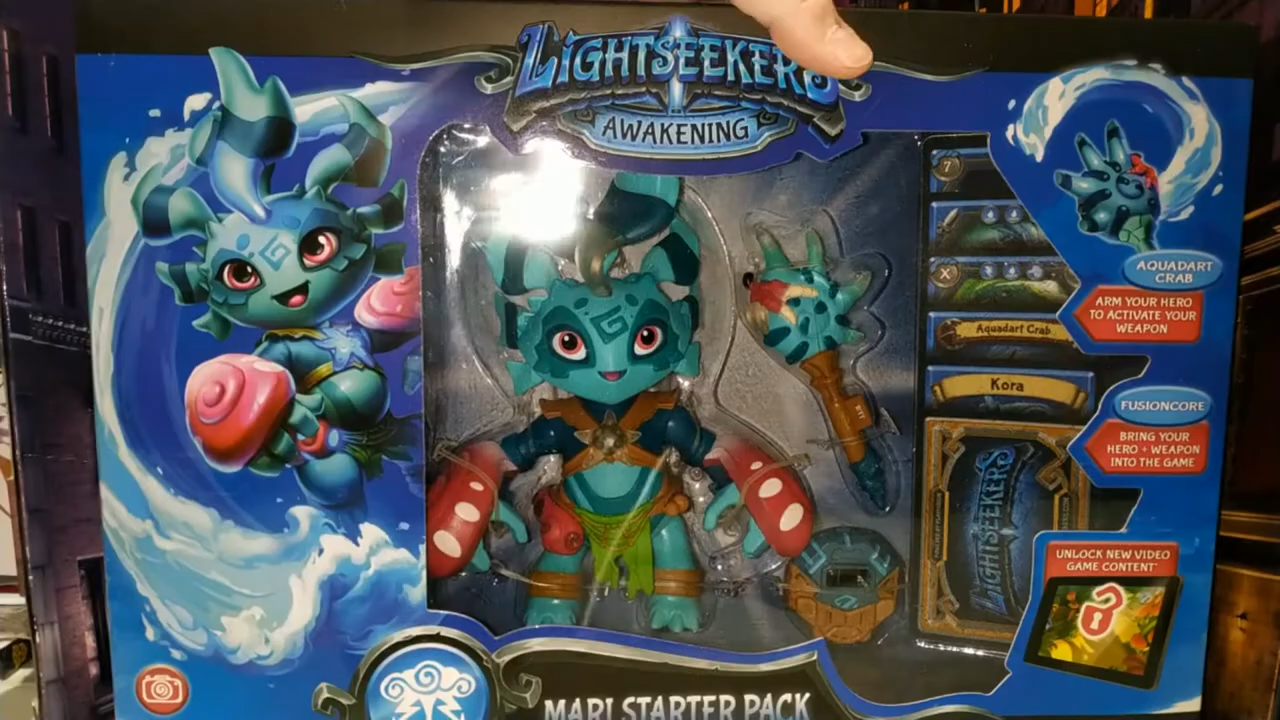 LIGHTSEEKERS
AWAKENING
7
X
Aquadart Crab
Kora
LIGHTSEEKERS
AQUADART
CRAB
ARM YOUR HERO
TO ACTIVATE YOUR
WEAPON
FUSIONCORE
BRING YOUR
HERO + WEAPON
INTO THE GAME
UNLOCK NEW VIDEO
GAME CONTENT*
MARI STARTER PACK